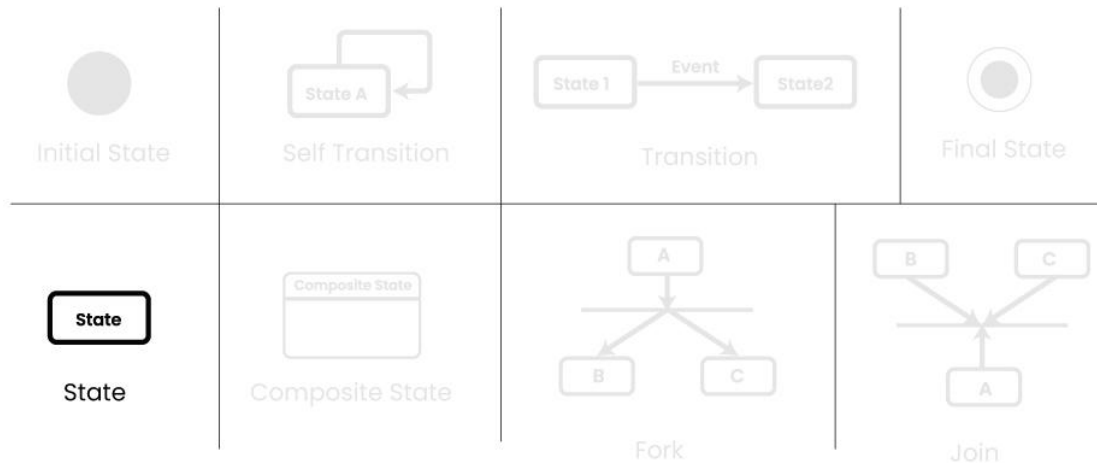 State A
Initial State
Self Transition
State 1
Event
State2
Transition
Final State
State
State
Composite State
Composite State
A
B
C
Fork
B
C
A
Join